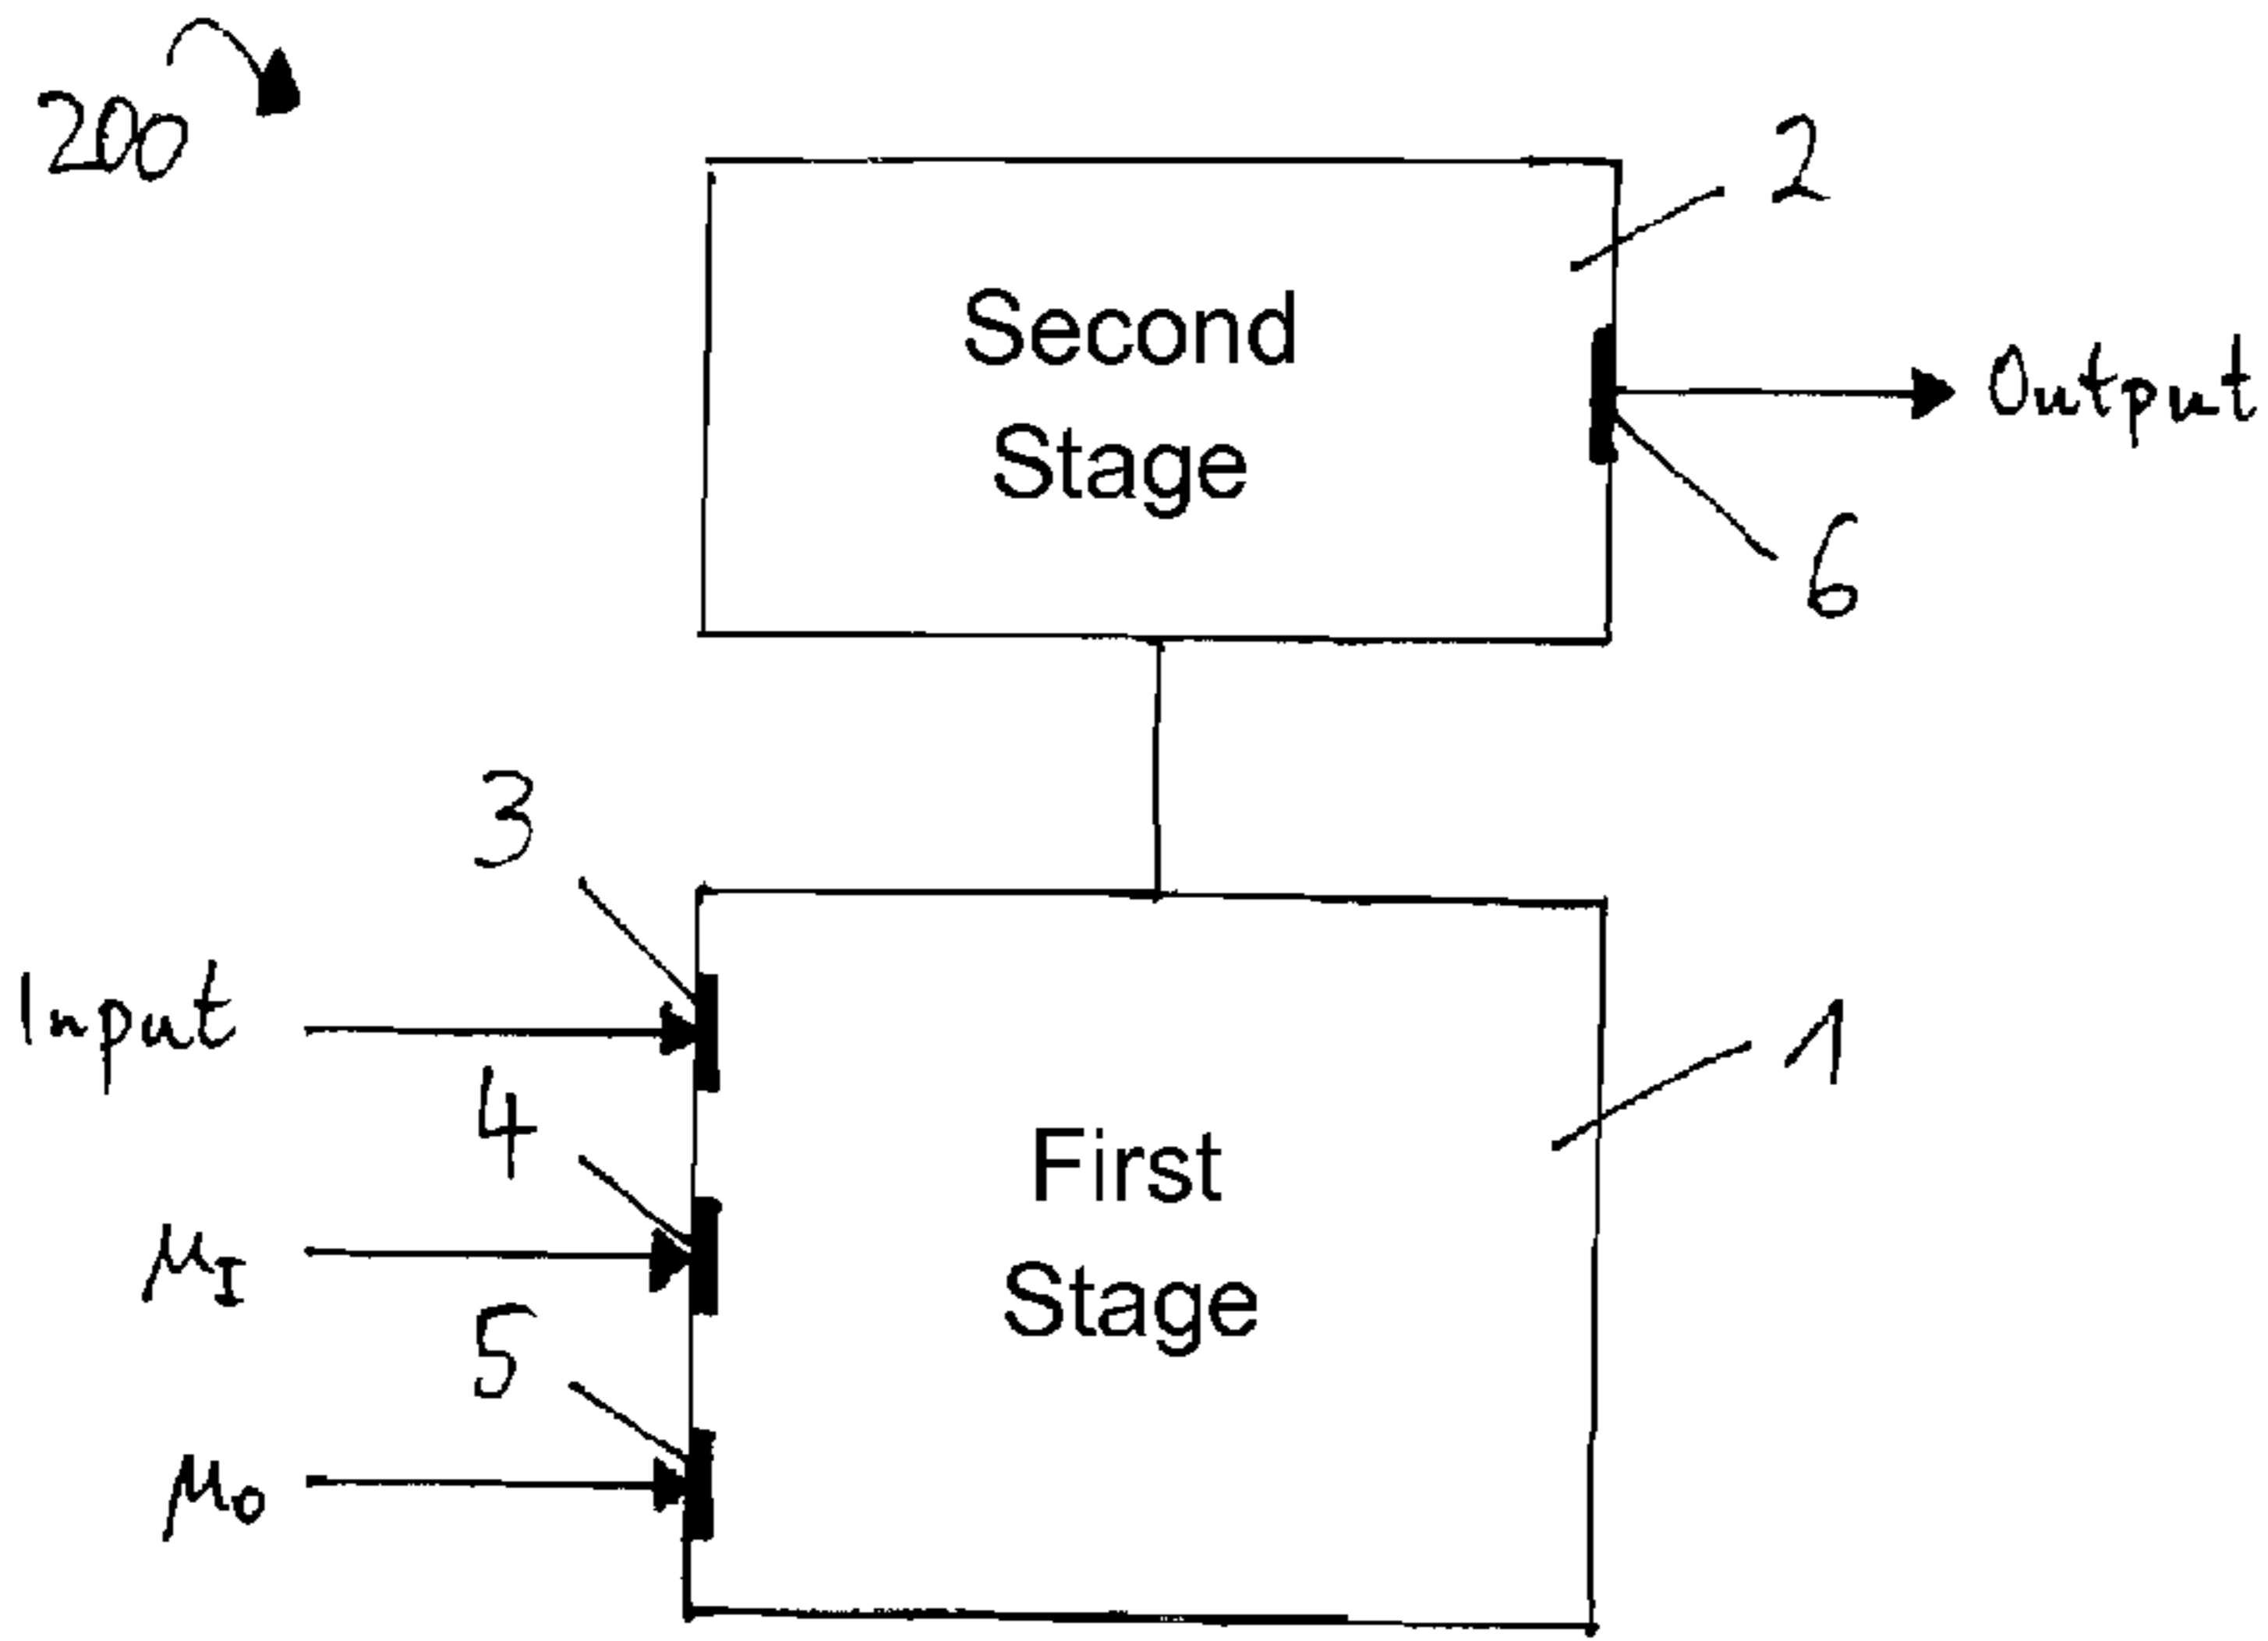 200
2
Second
Stage
Output
6
3
Input
4
First
Stage
1
μI
5
μo